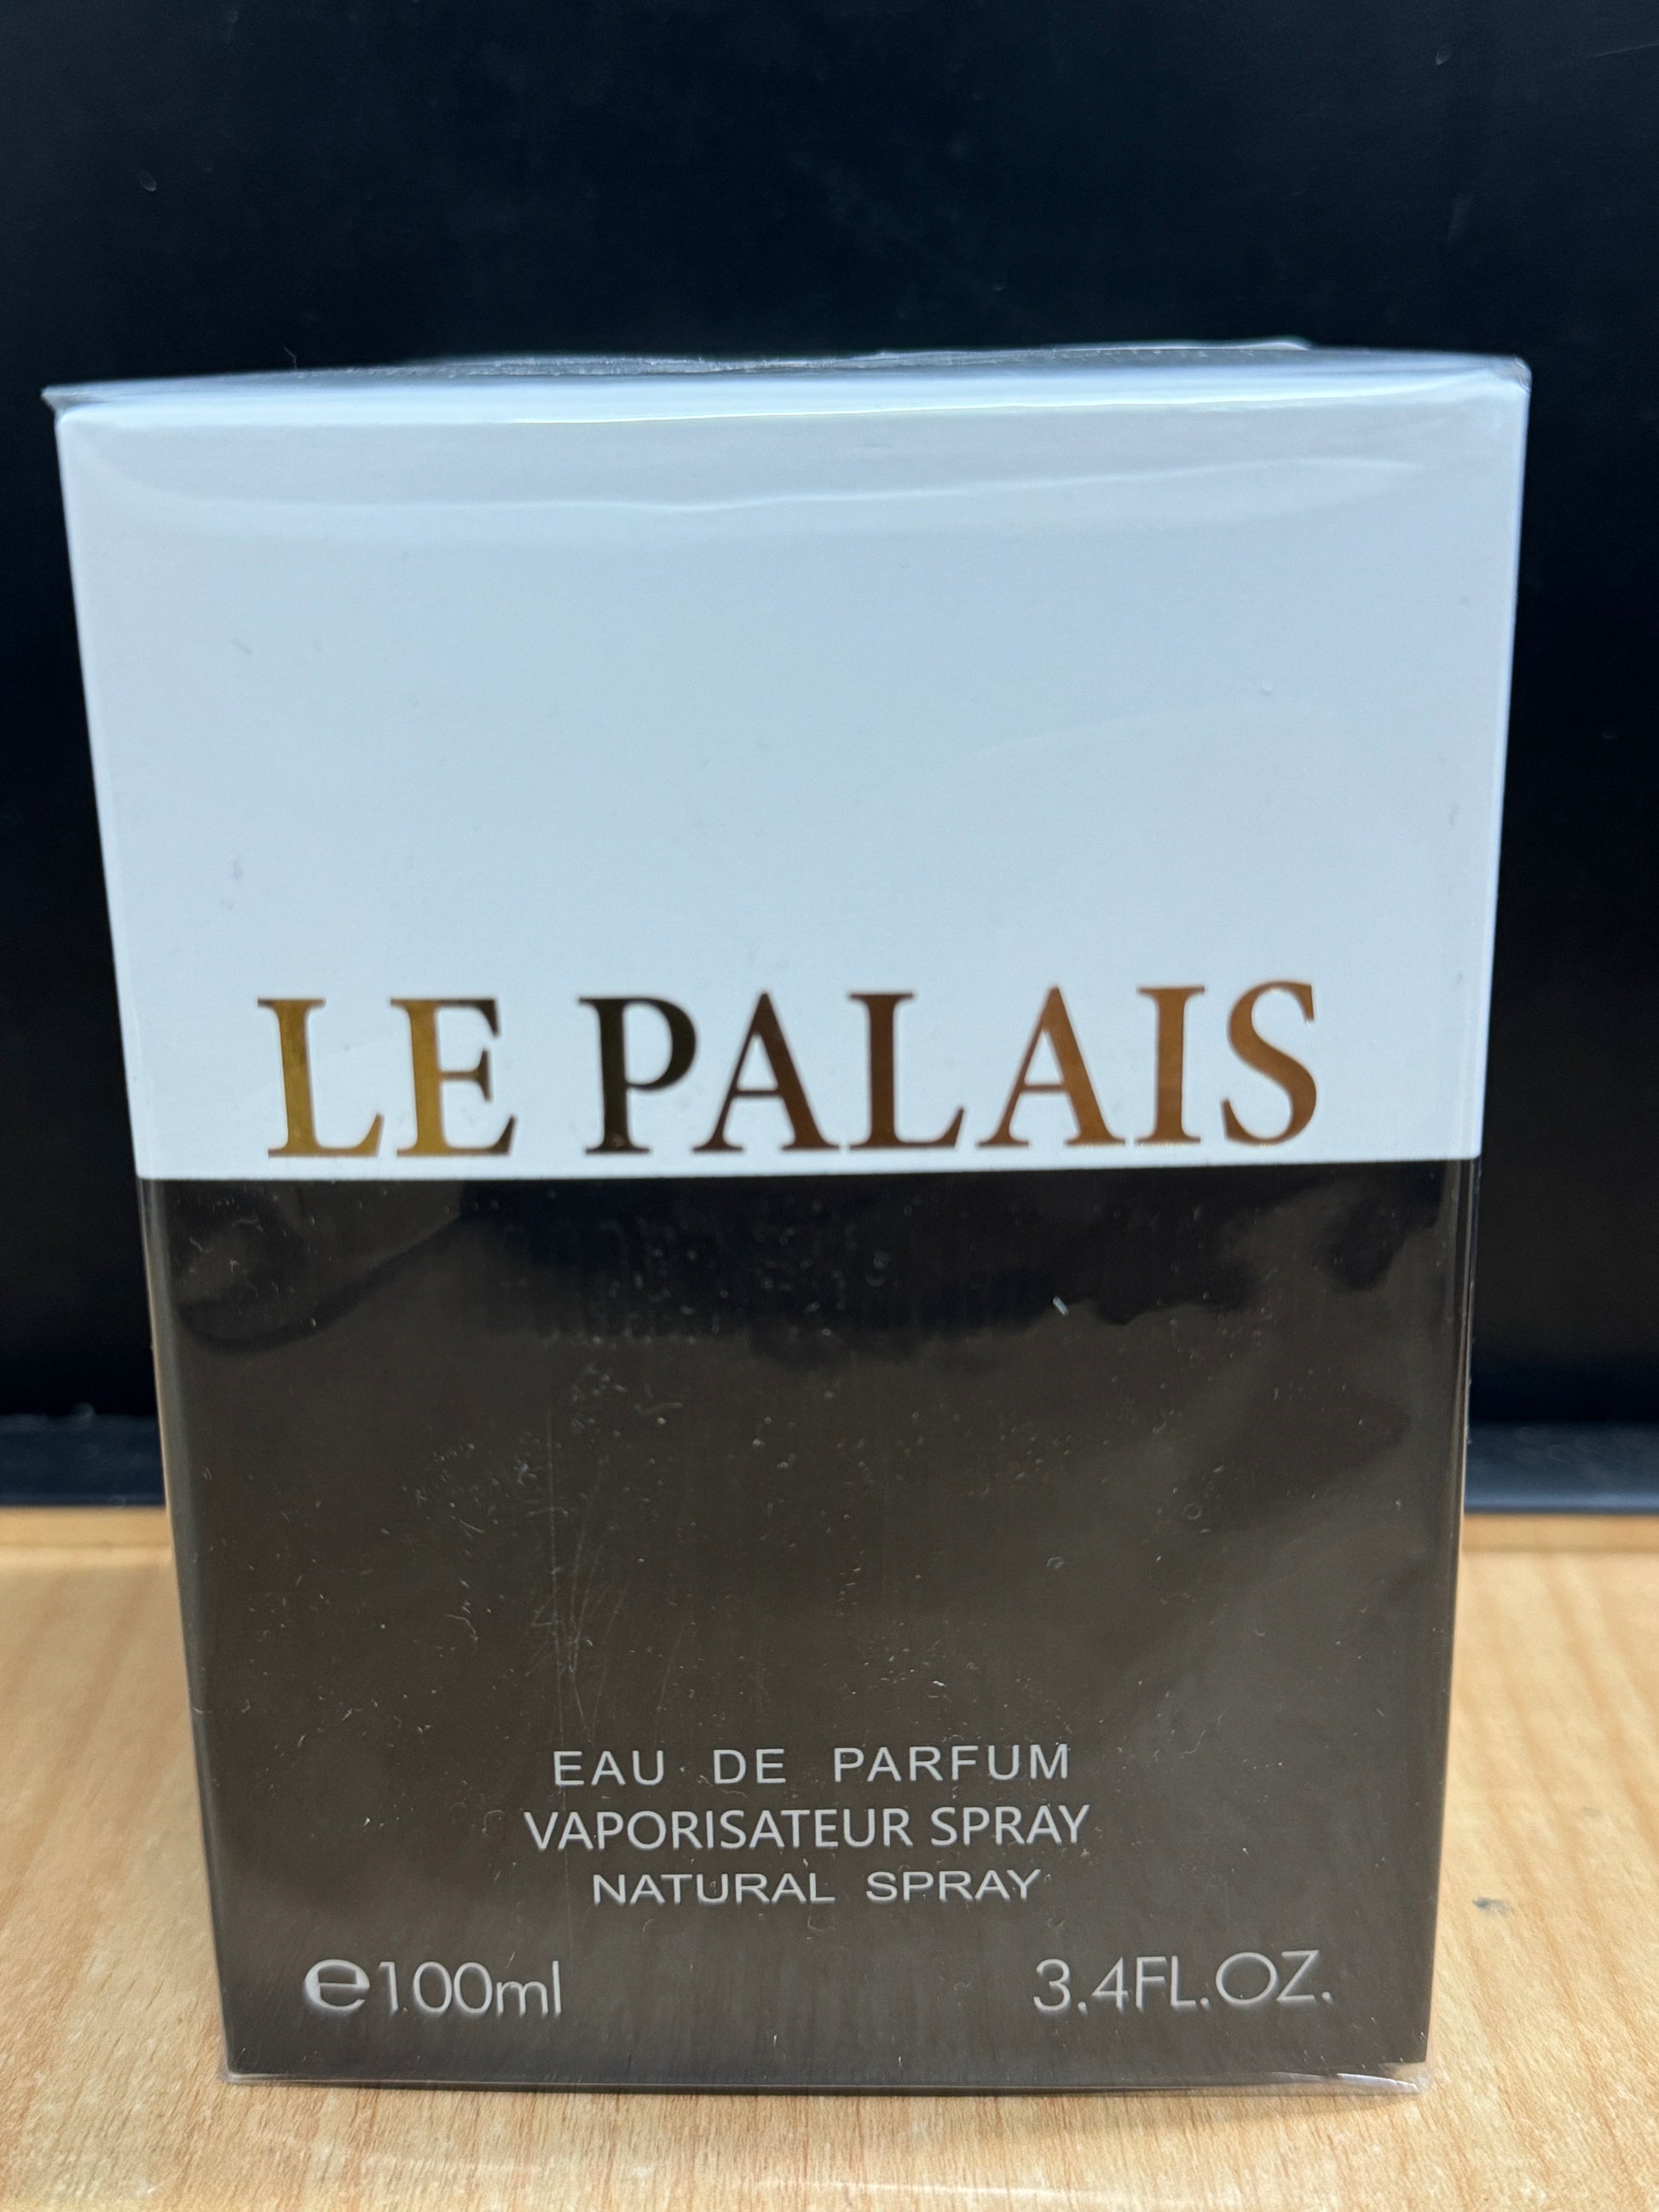 LE PALAIS
EAU DE PARFUM
VAPORISATEUR SPRAY
NATURAL SPRAY
℮100ml 3.4FL.OZ.